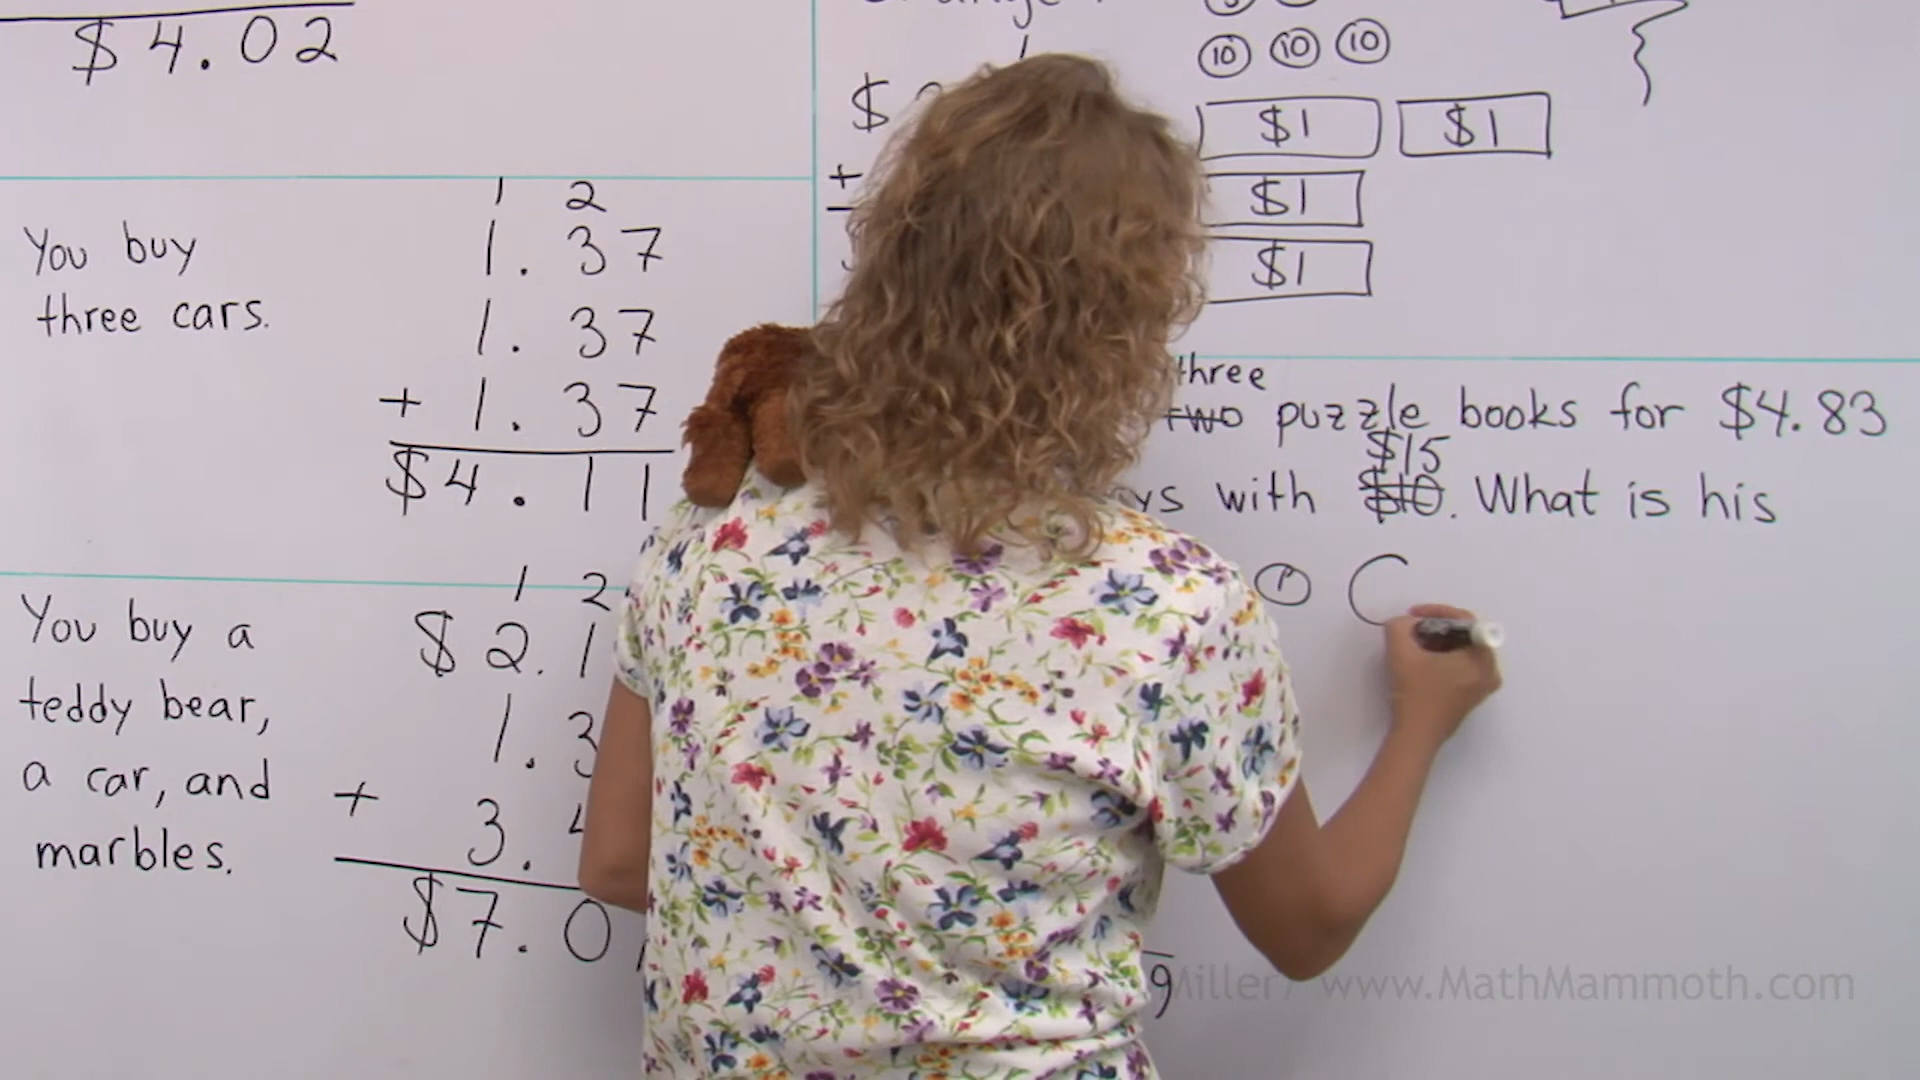 $4.02
You buy
three cars.
1 2
1.37
1.37
+ 1.37
$4.11
You buy a
teddy bear,
a car, and
marbles.
1 2
$2.1
1.3
+ 3.4
$7.0
10 10 10
1
$
+
$1 $1
$1
$1
three
two puzzle books for $4.83
$15
with $10. What is his
1
9
Miller / www.MathMammoth.com